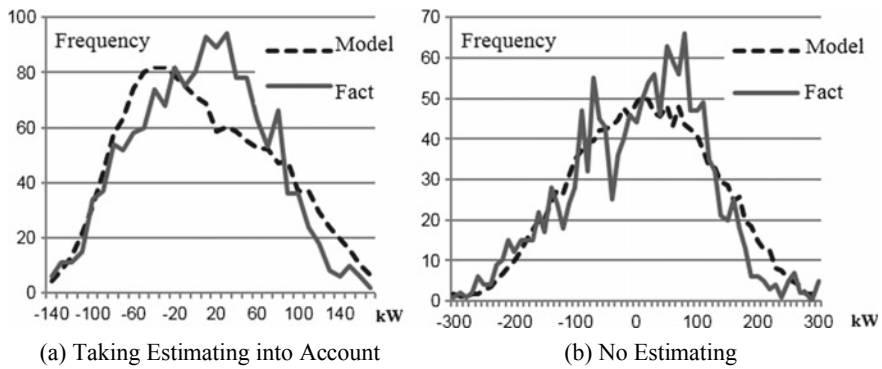 100
80
60
40
20
0
Frequency
Model
Fact
-140 -100 -60 -20 20 60 100 140 kW
(a) Taking Estimating into Account
70
60
50
40
30
20
10
0
Frequency
Model
Fact
-300 -200 -100 0 100 200 300 kW
(b) No Estimating